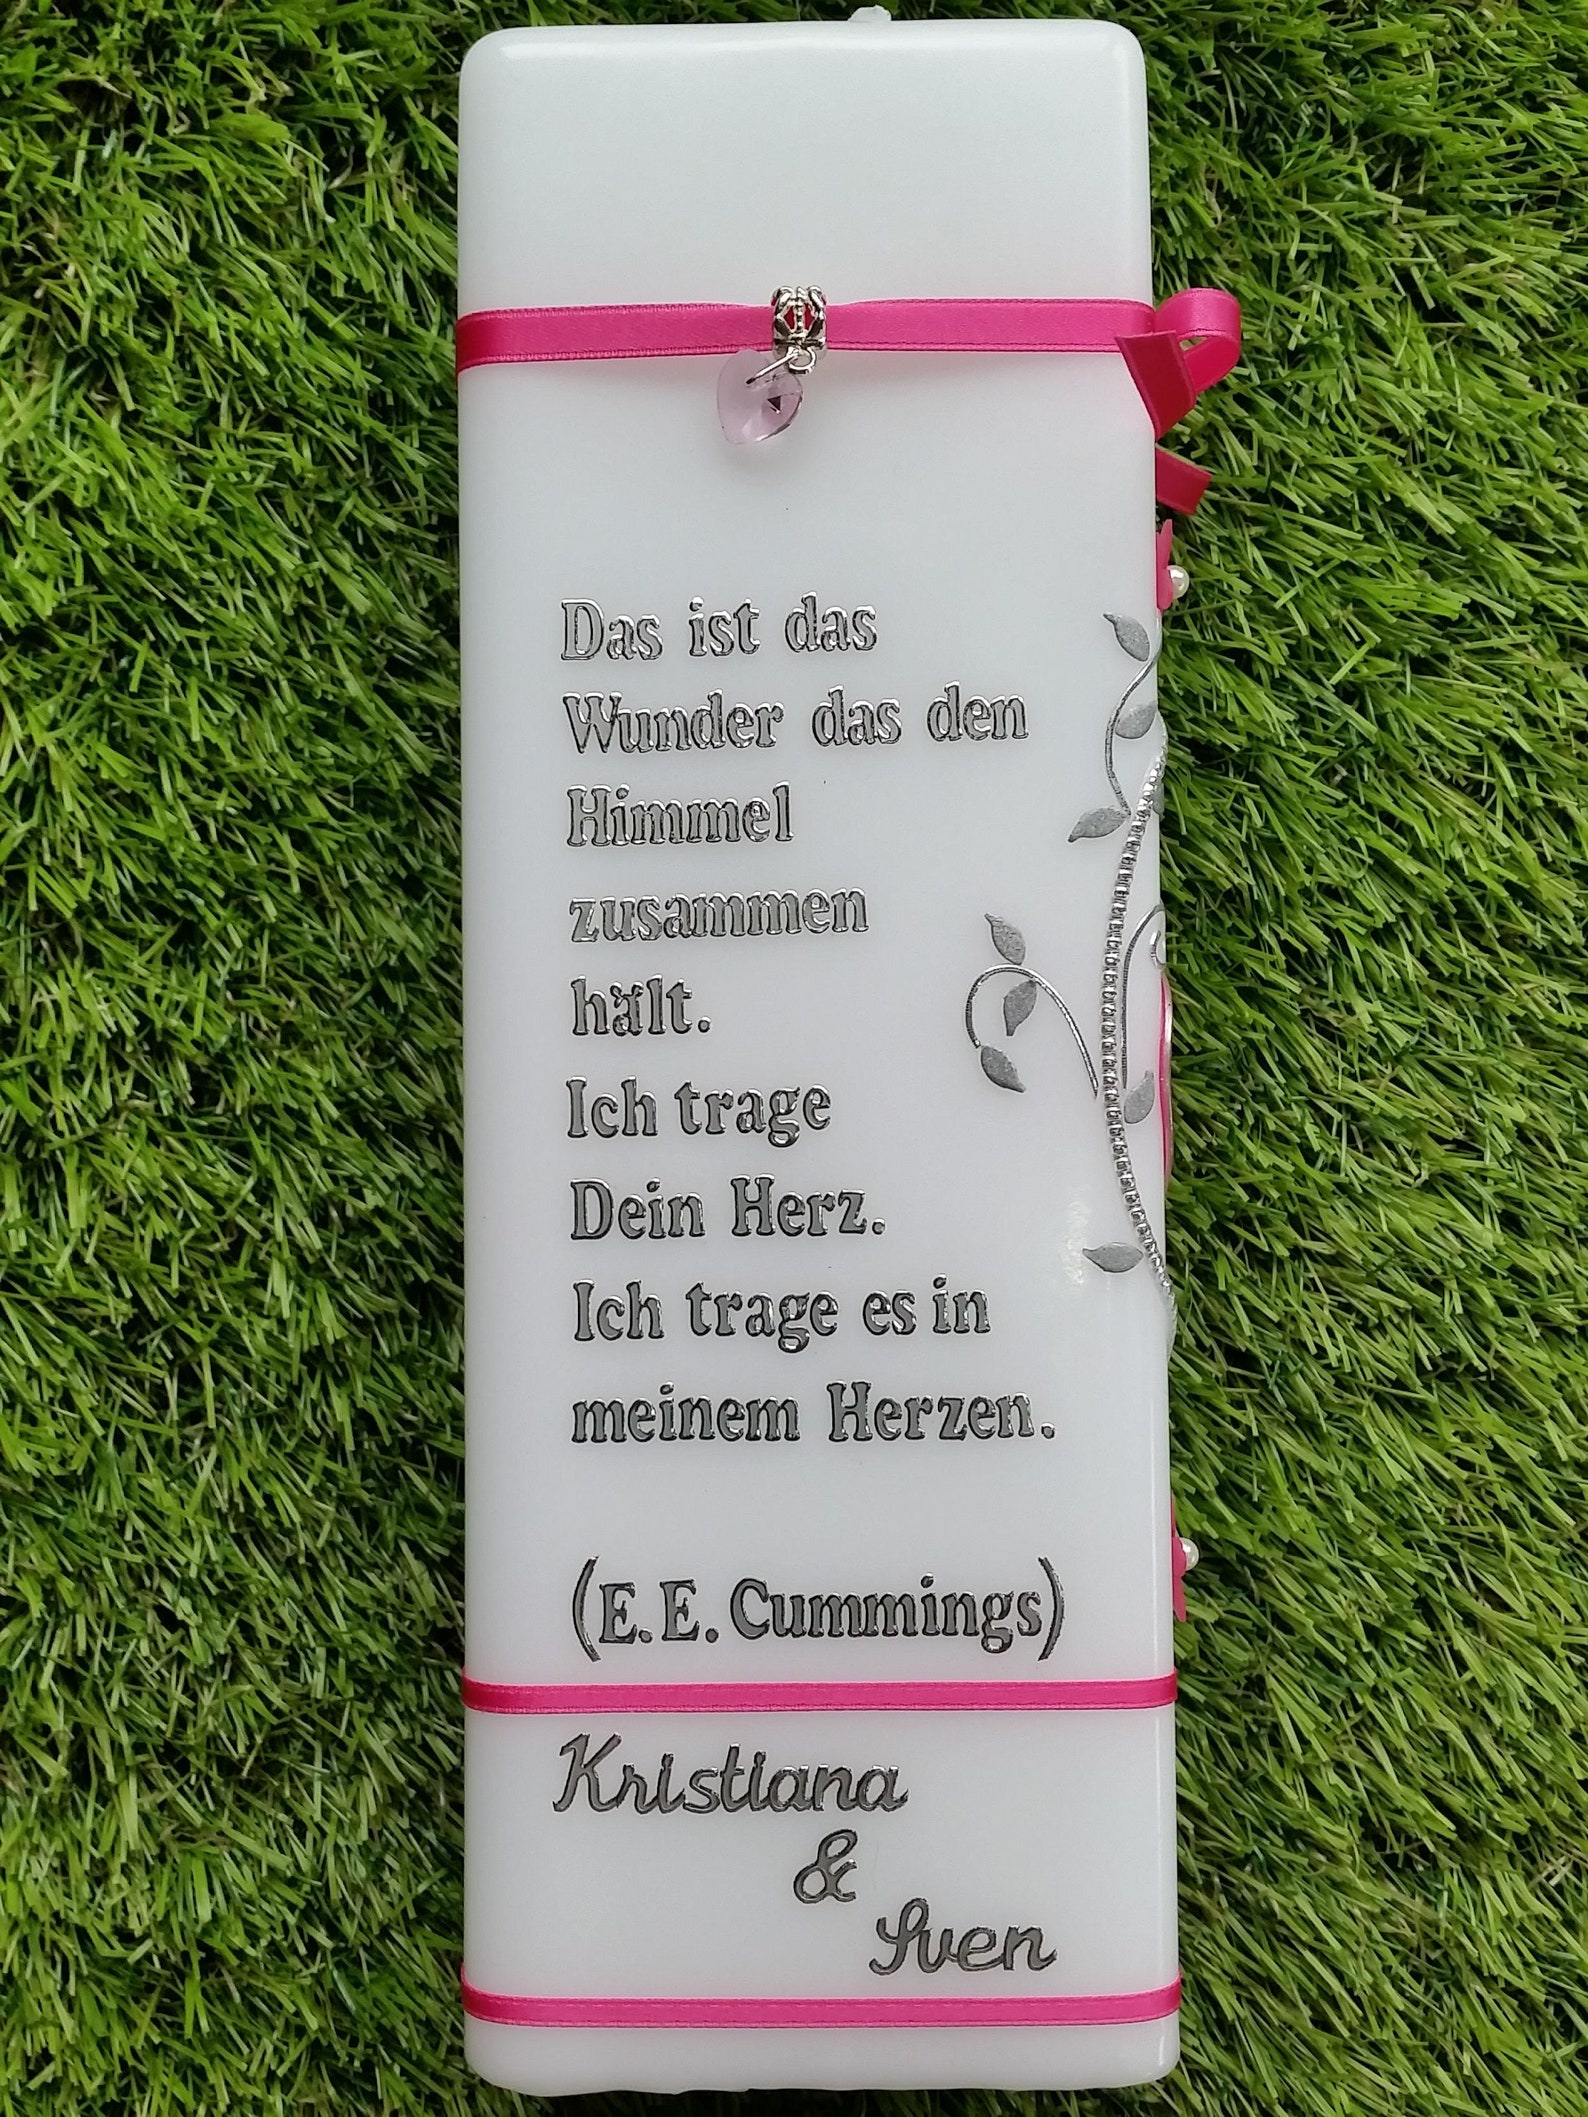 Das ist das
Wunder das den
Himmel
zusammen
hält.
Ich trage
Dein Herz.
Ich trage es in
meinem Herzen.
(E. E. Cummings)
Kristiana
&
Sven